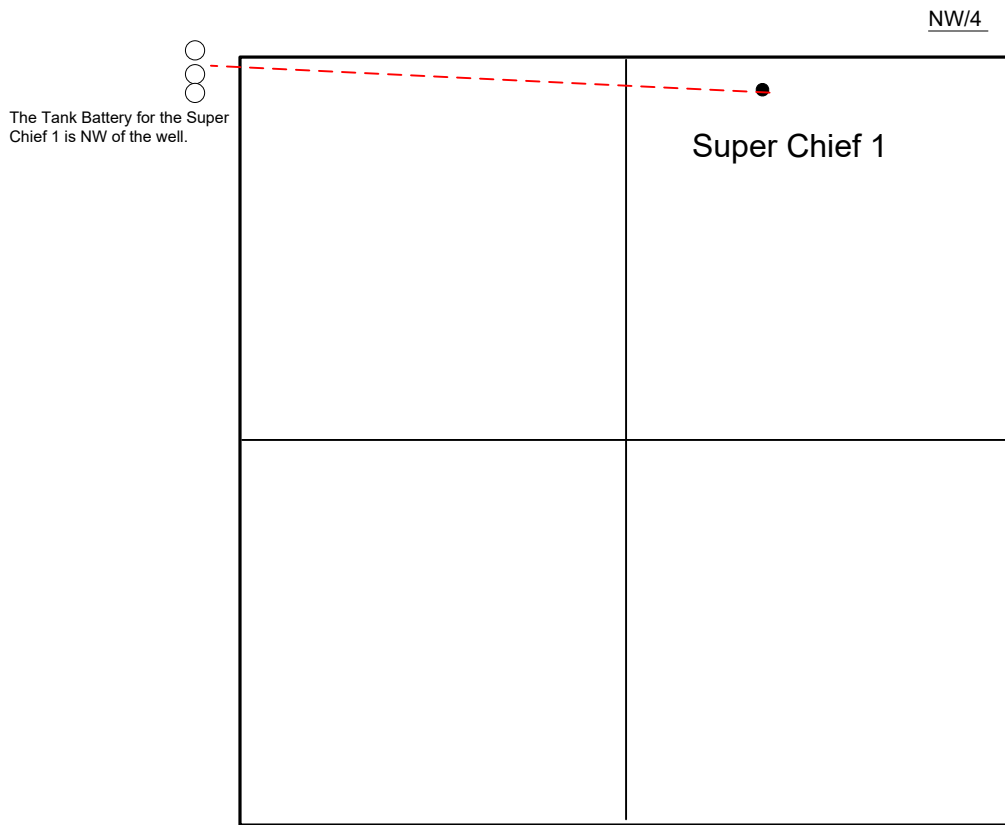 NW/4
The Tank Battery for the Super
Chief 1 is NW of the well.
Super Chief 1